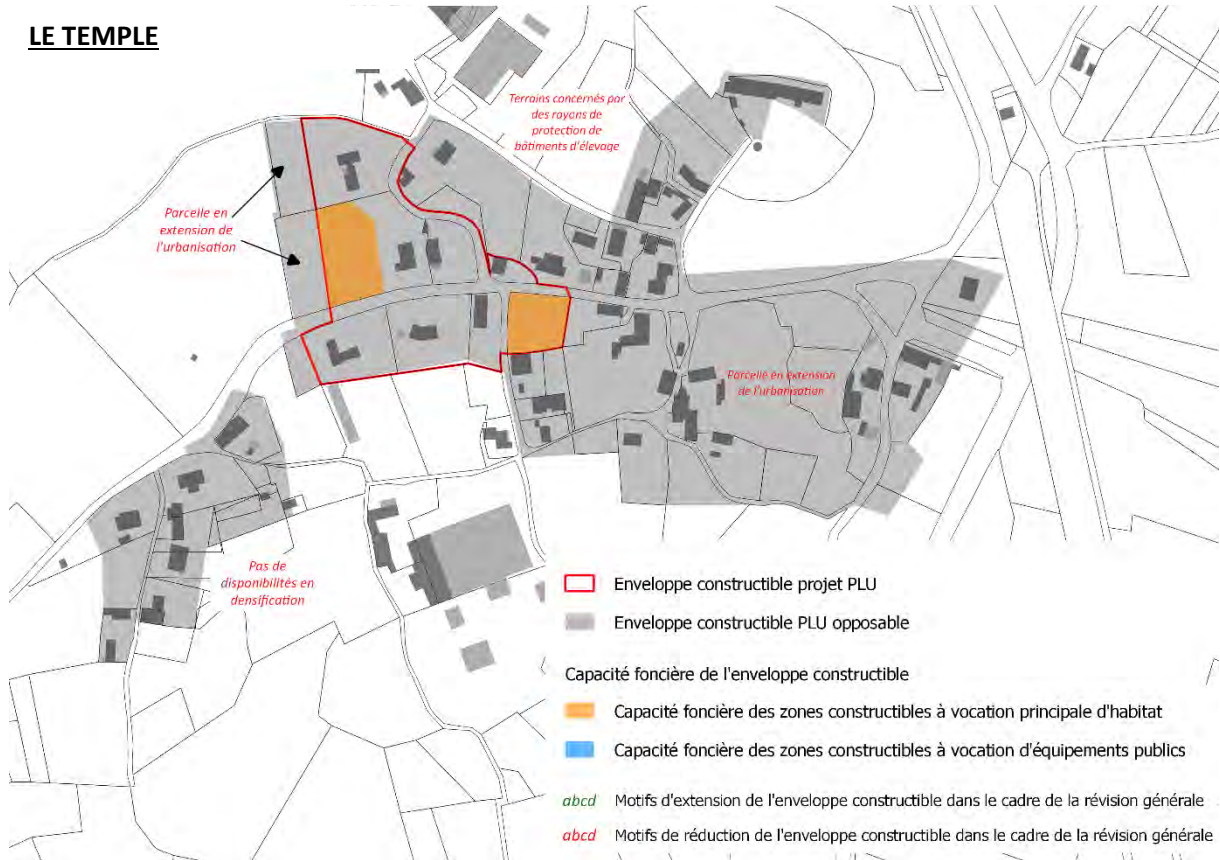 LE TEMPLE
Terrains concernés par
des rayons de
protection de
bâtiments d'élevage
Parcelle en
extension de
l'urbanisation
Parcelle en extension
de l'urbanisation
Pas de
disponibilités en
densification
Enveloppe constructible projet PLU
Enveloppe constructible PLU opposable
Capacité foncière de l'enveloppe constructible
Capacité foncière des zones constructibles à vocation principale d'habitat
Capacité foncière des zones constructibles à vocation d'équipements publics
abcd Motifs d'extension de l'enveloppe constructible dans le cadre de la révision générale
abcd Motifs de réduction de l'enveloppe constructible dans le cadre de la révision générale